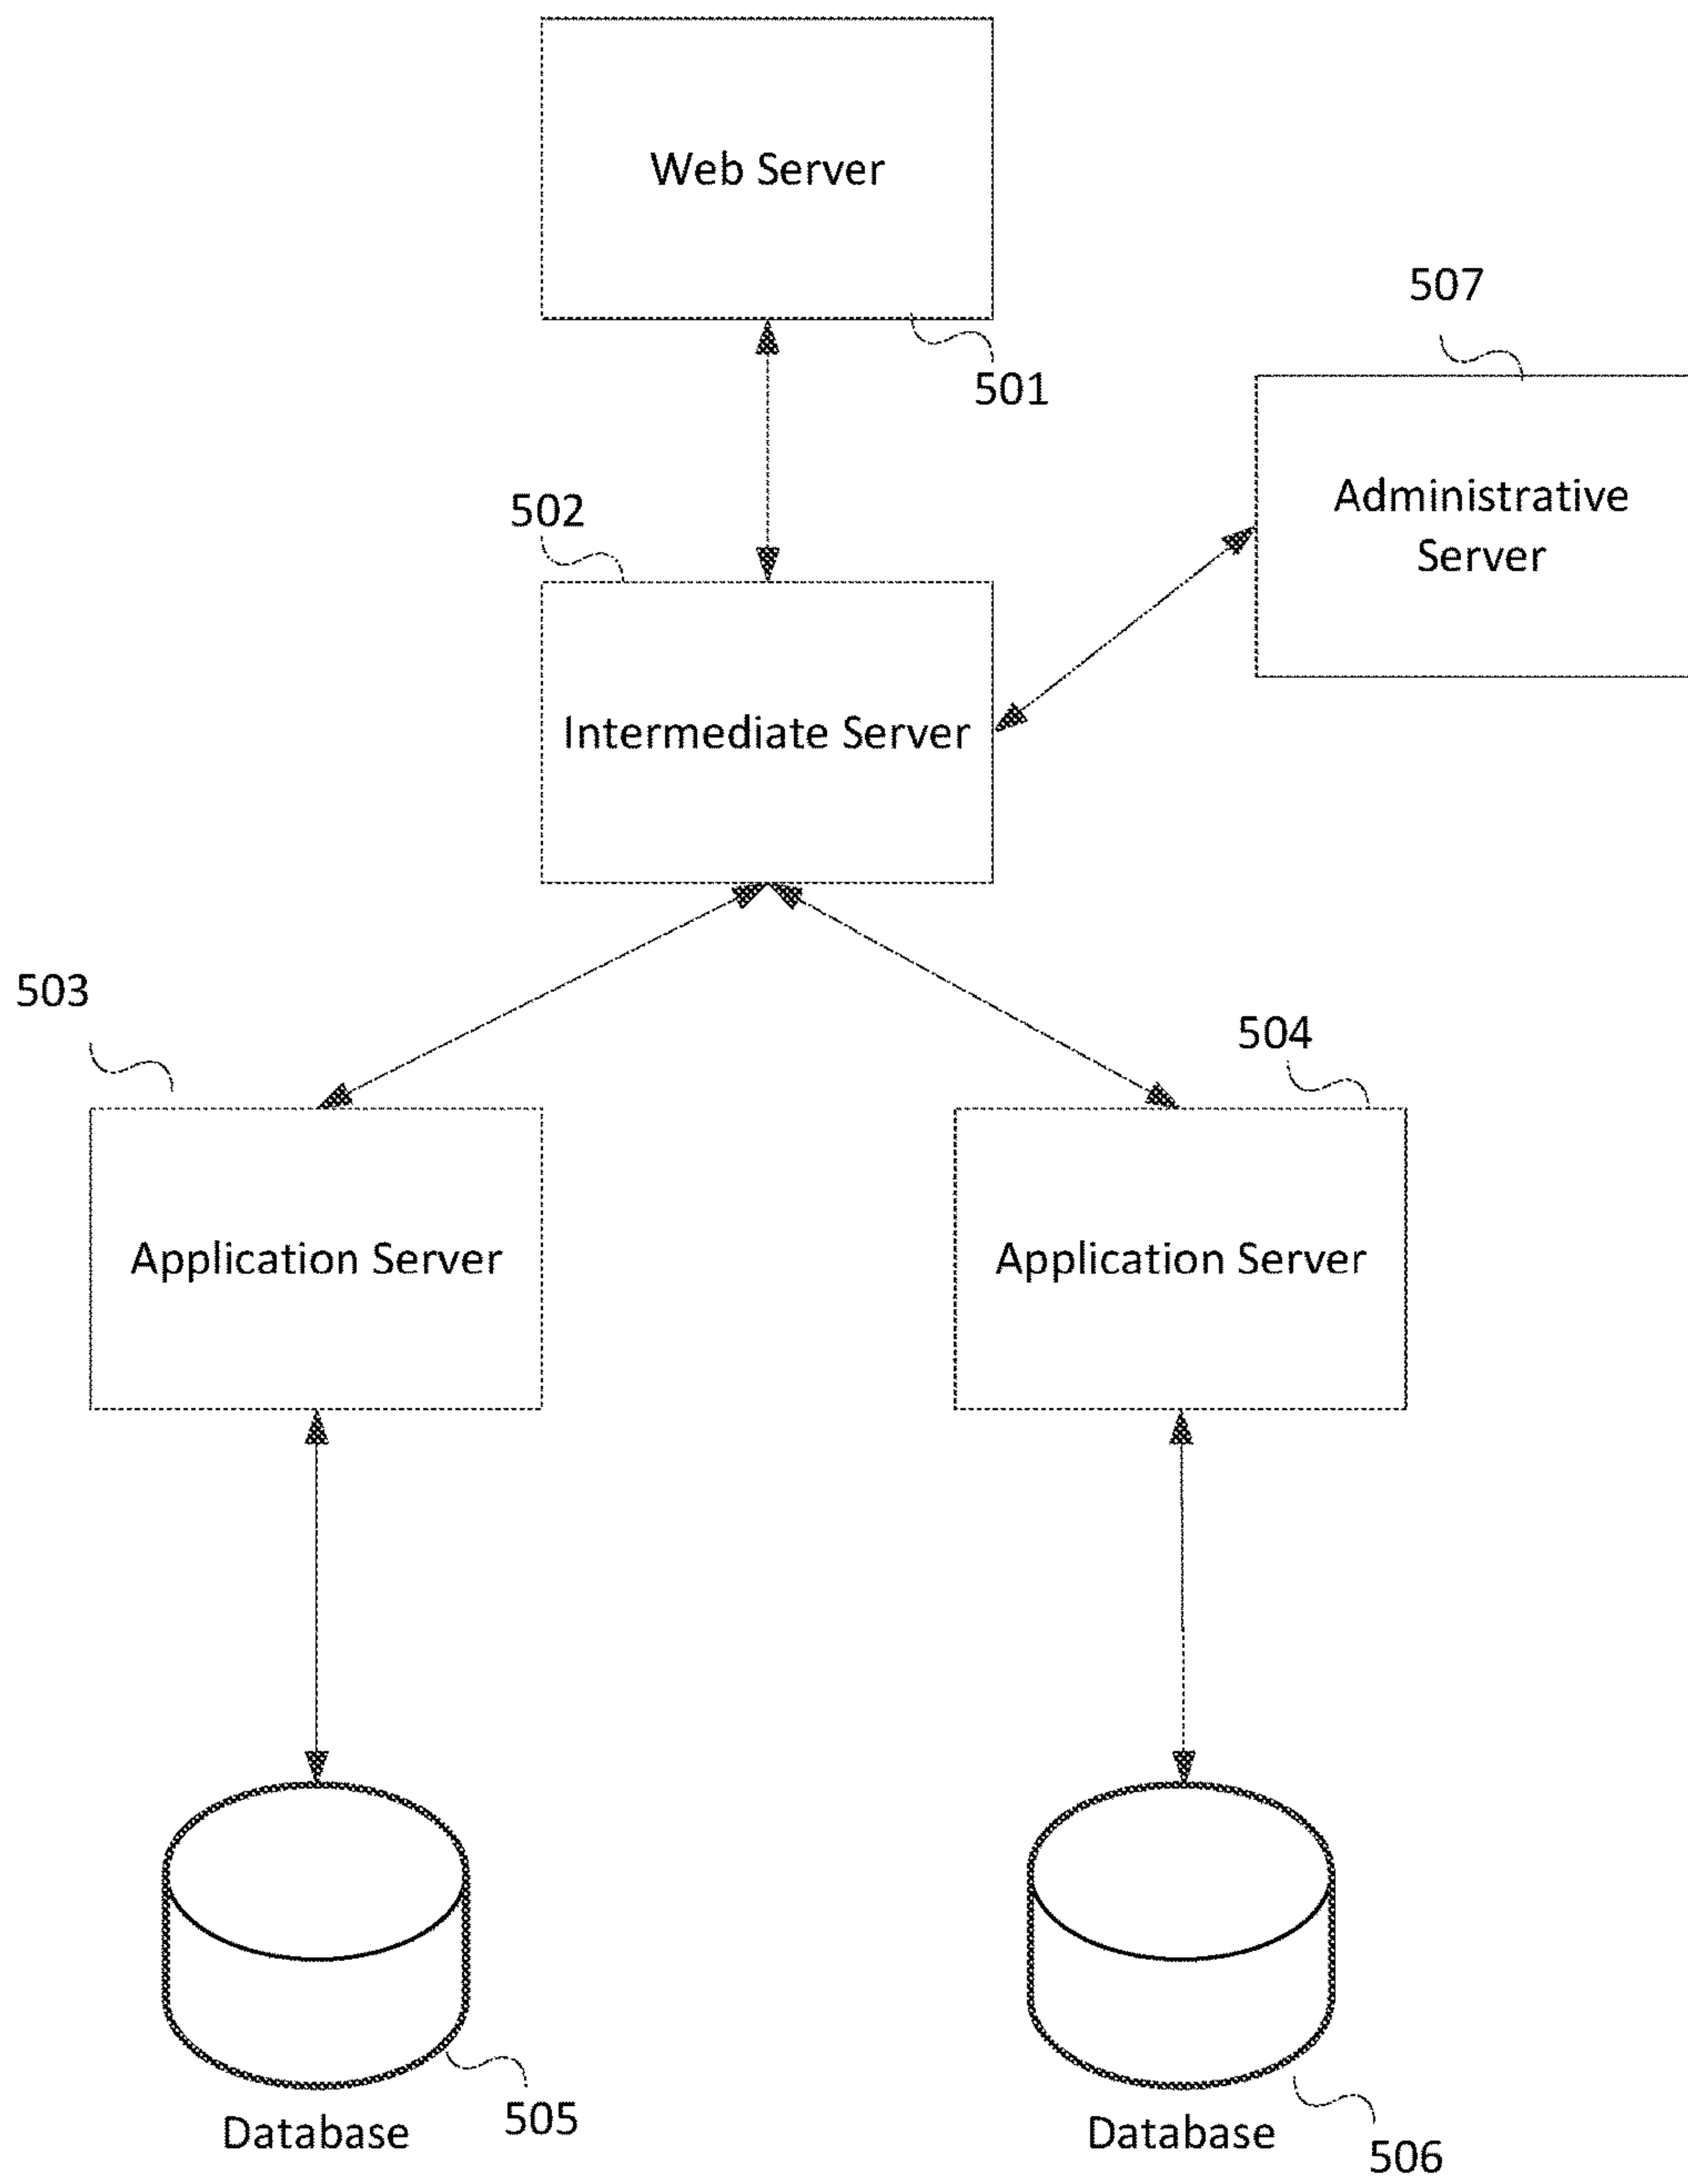 Web Server
501
507
Administrative
Server
502
Intermediate Server
503
504
Application Server
Application Server
Database
505
Database
506